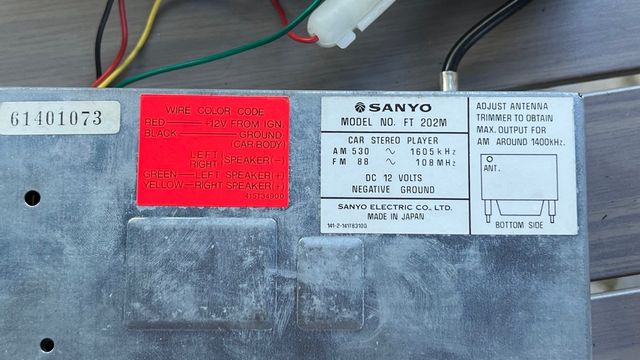 61401073
WIRE COLOR CODE
RED — +12V FROM IGN.
BLACK — GROUND
(CAR BODY)
LEFT
RIGHT SPEAKER(−)
GREEN — LEFT SPEAKER(+)
YELLOW — RIGHT SPEAKER(+)
SANYO
MODEL NO. FT 202M
CAR STEREO PLAYER
AM 530 ~ 1605kHz
FM 88 ~ 108MHz
DC 12 VOLTS
NEGATIVE GROUND
SANYO ELECTRIC CO., LTD.
MADE IN JAPAN
ADJUST ANTENNA
TRIMMER TO OBTAIN
MAX. OUTPUT FOR
AM AROUND 1400kHz.
ANT.
BOTTOM SIDE